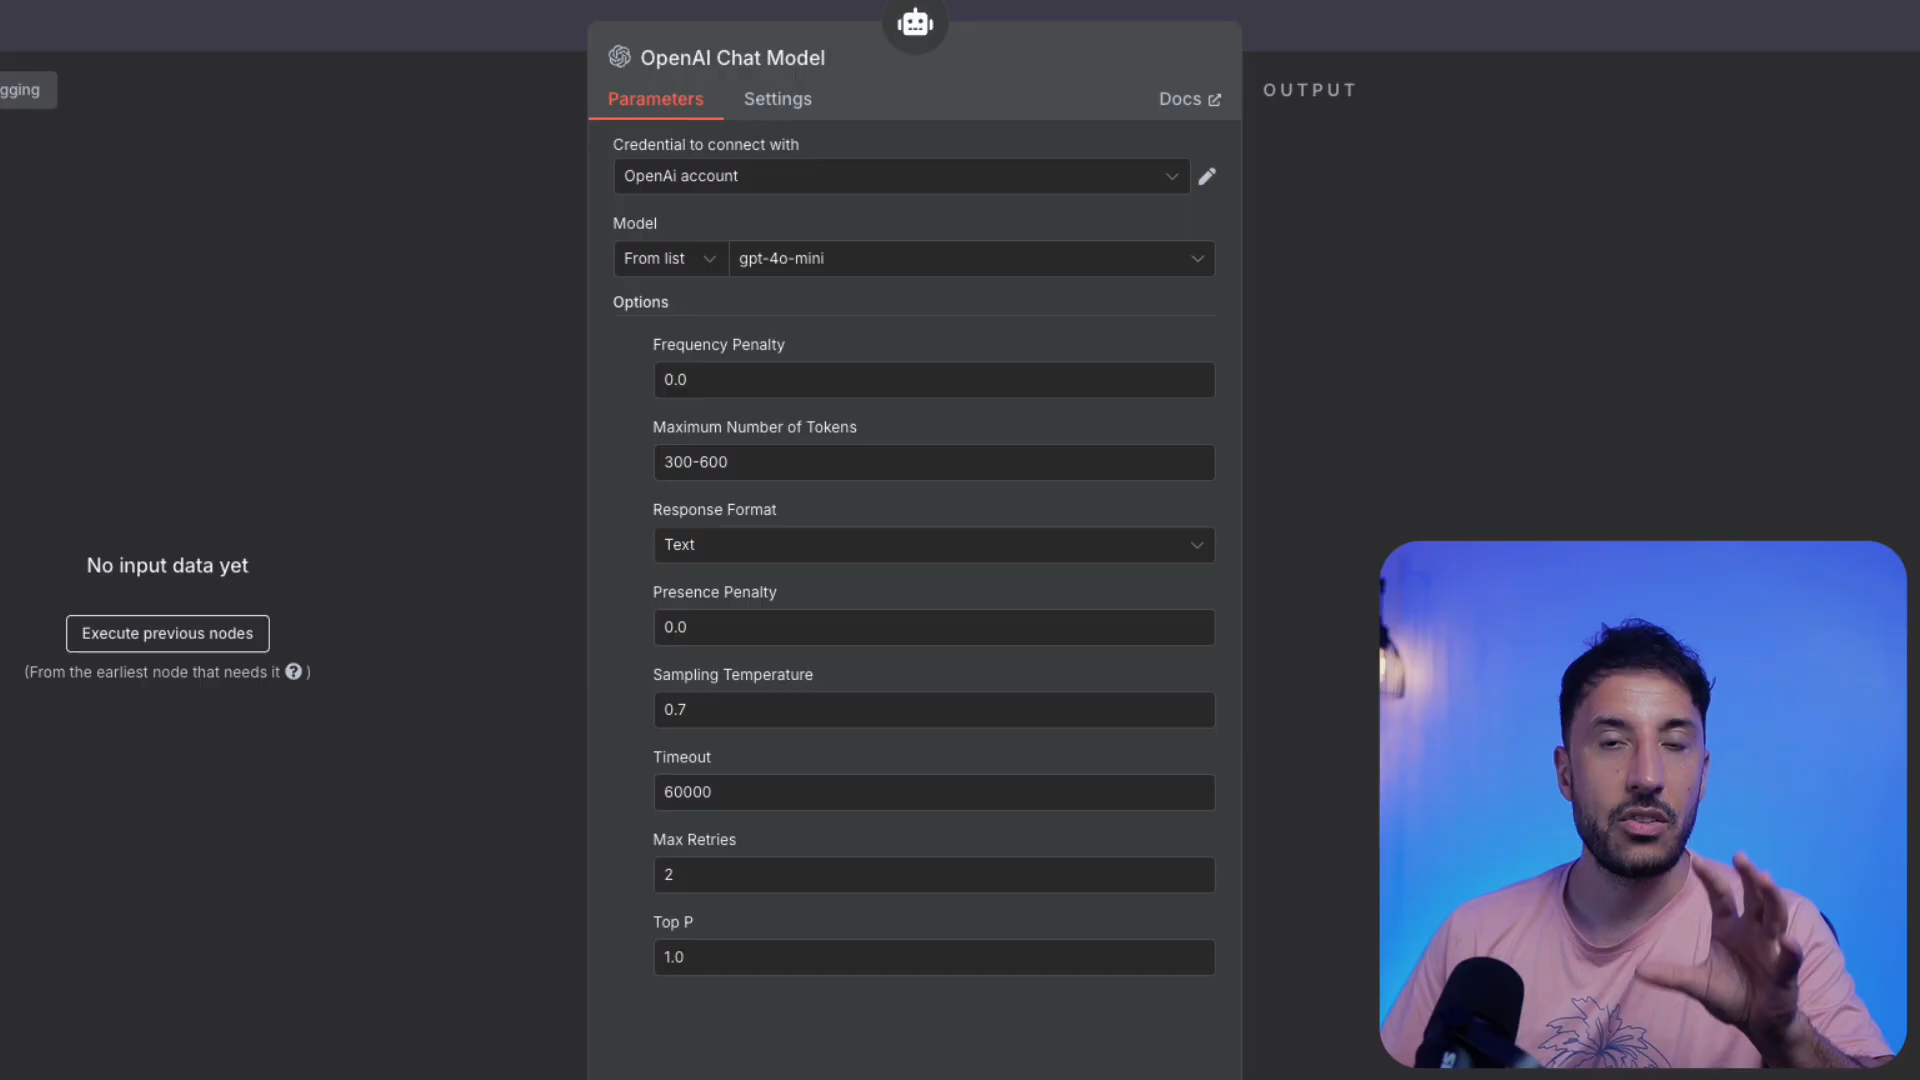 OpenAI Chat Model
gging
Parameters
Settings
Docs
OUTPUT
Credential to connect with
OpenAi account
Model
From list
gpt-4o-mini
Options
Frequency Penalty
0.0
Maximum Number of Tokens
300-600
Response Format
Text
No input data yet
Presence Penalty
0.0
Execute previous nodes
(From the earliest node that needs it ? )
Sampling Temperature
0.7
Timeout
60000
Max Retries
2
Top P
1.0